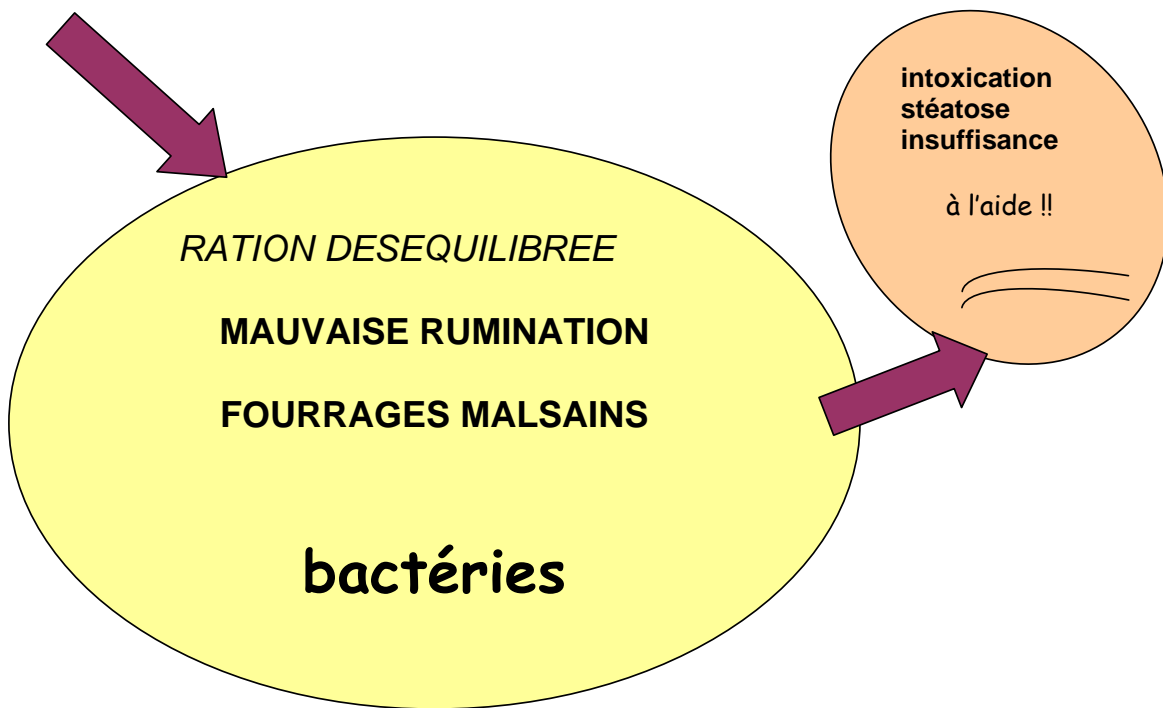 intoxication
stéatose
insuffisance
à l'aide !!
RATION DESEQUILIBREE
MAUVAISE RUMINATION
FOURRAGES MALSAINS
bactéries